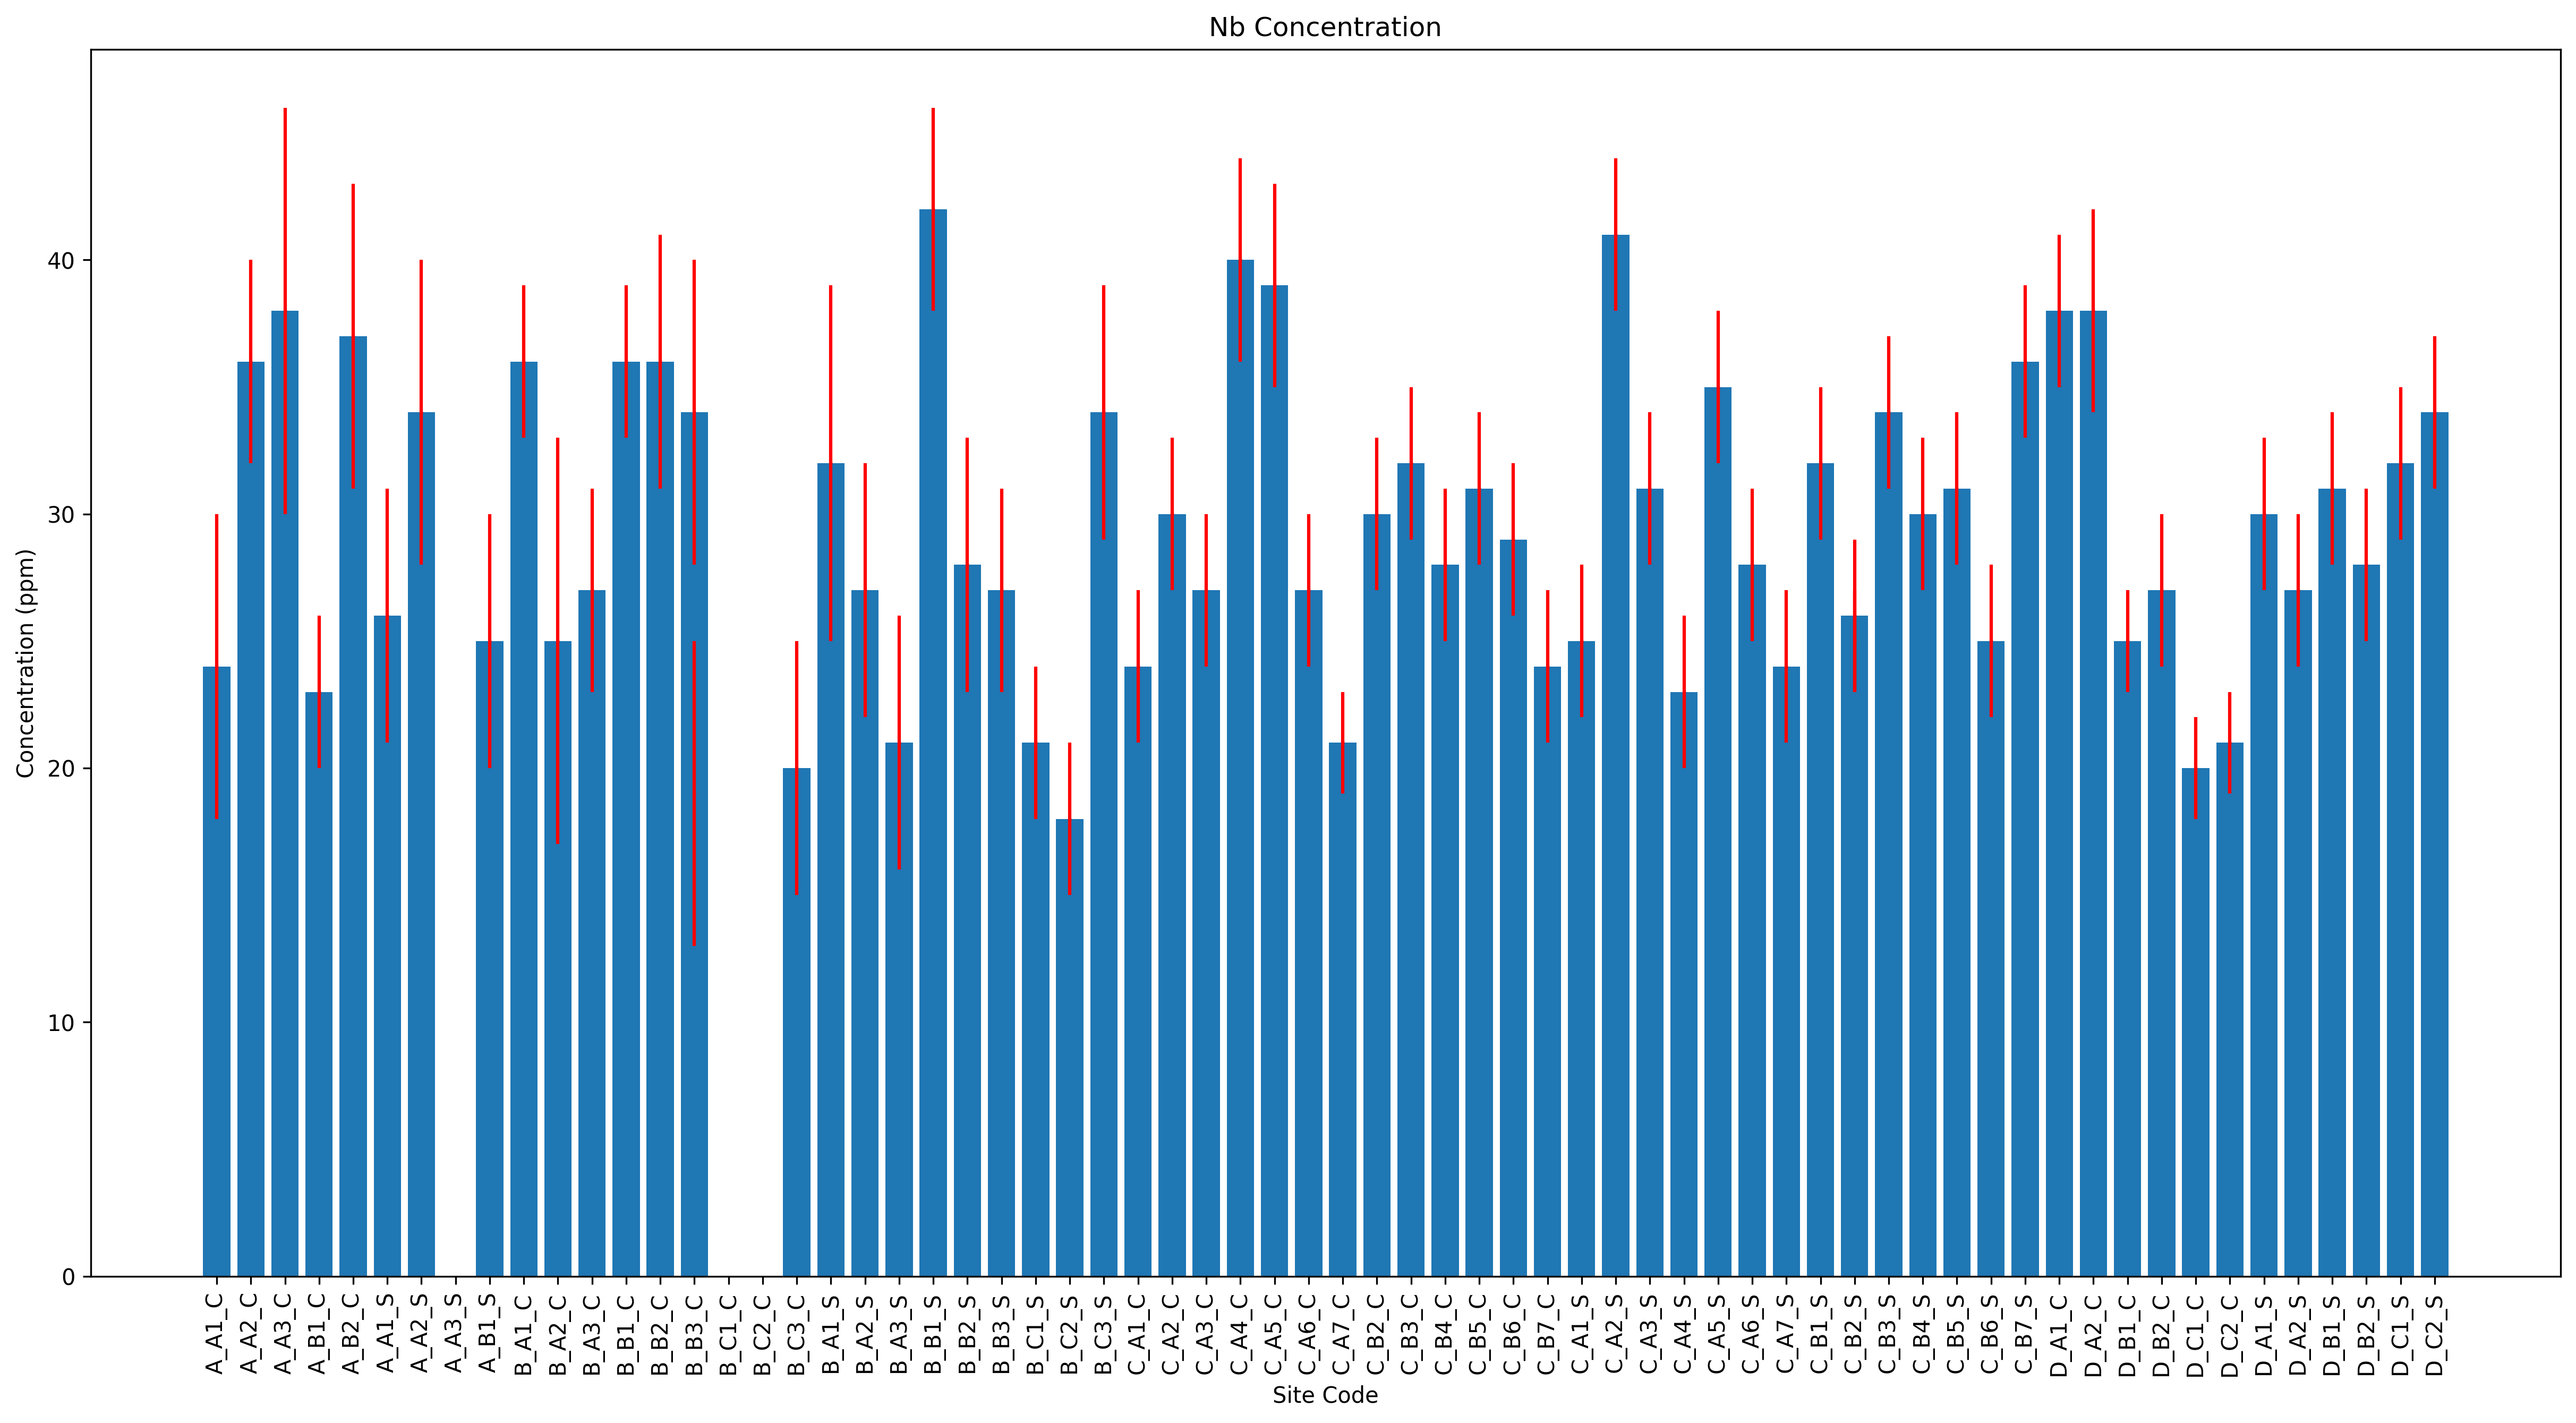 Nb Concentration
Concentration (ppm)
40
30
20
10
0
A_A1_C
A_A2_C
A_A3_C
A_B1_C
A_B2_C
A_A1_S
A_A2_S
A_A3_S
A_B1_S
B_A1_C
B_A2_C
B_A3_C
B_B1_C
B_B2_C
B_B3_C
B_C1_C
B_C2_C
B_C3_C
B_A1_S
B_A2_S
B_A3_S
B_B1_S
B_B2_S
B_B3_S
B_C1_S
B_C2_S
B_C3_S
C_A1_C
C_A2_C
C_A3_C
C_A4_C
C_A5_C
C_A6_C
C_A7_C
C_B2_C
C_B3_C
C_B4_C
C_B5_C
C_B6_C
C_B7_C
C_A1_S
C_A2_S
C_A3_S
C_A4_S
C_A5_S
C_A6_S
C_A7_S
C_B1_S
C_B2_S
C_B3_S
C_B4_S
C_B5_S
C_B6_S
C_B7_S
D_A1_C
D_A2_C
D_B1_C
D_B2_C
D_C1_C
D_C2_C
D_A1_S
D_A2_S
D_B1_S
D_B2_S
D_C1_S
D_C2_S
Site Code